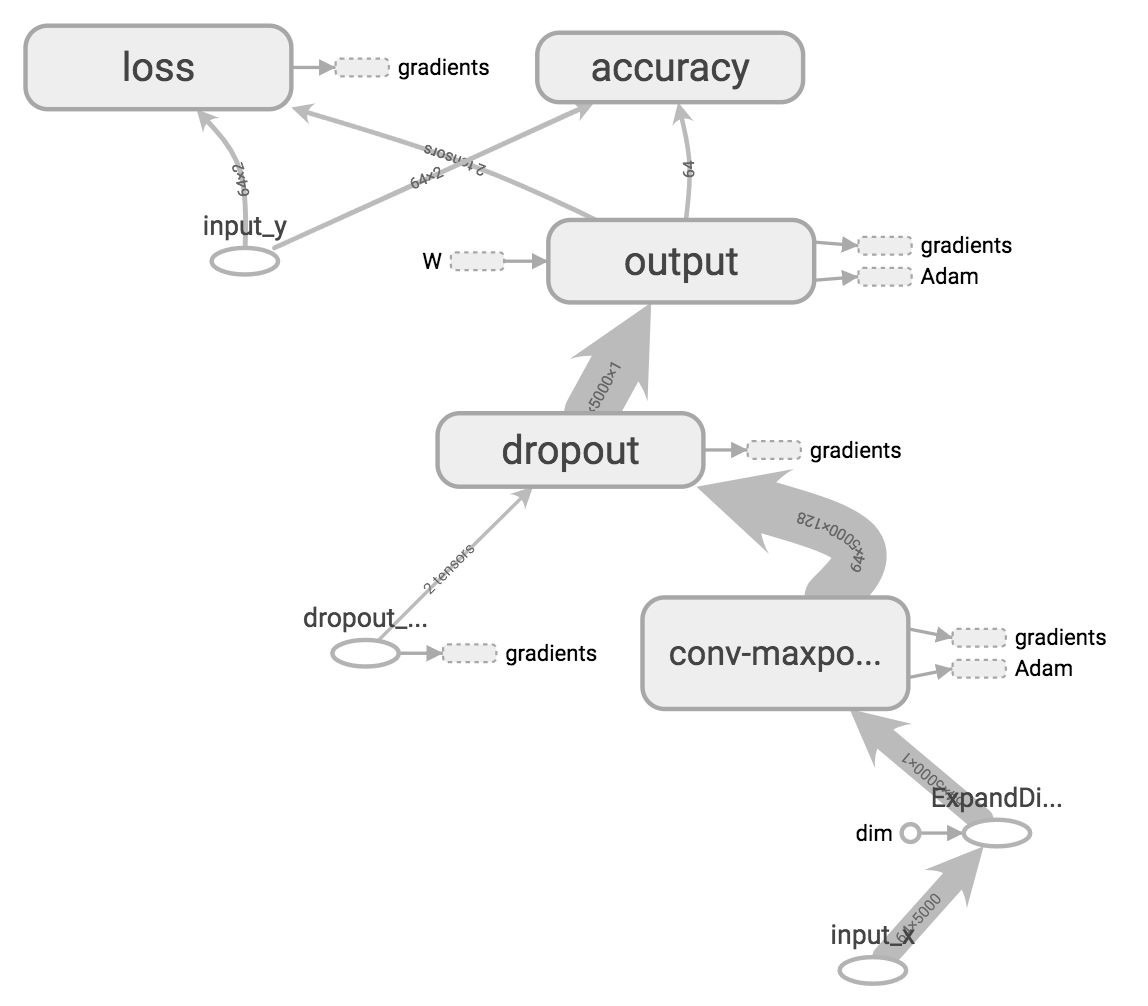 loss
gradients
accuracy
2 tensors
64×2
64
64×2
input_y
W
output
gradients
Adam
×5000×1
dropout
gradients
64×5000×128
2 tensors
dropout_...
gradients
conv-maxpo...
gradients
Adam
×5000×1
ExpandDi...
dim
64×5000
input_x